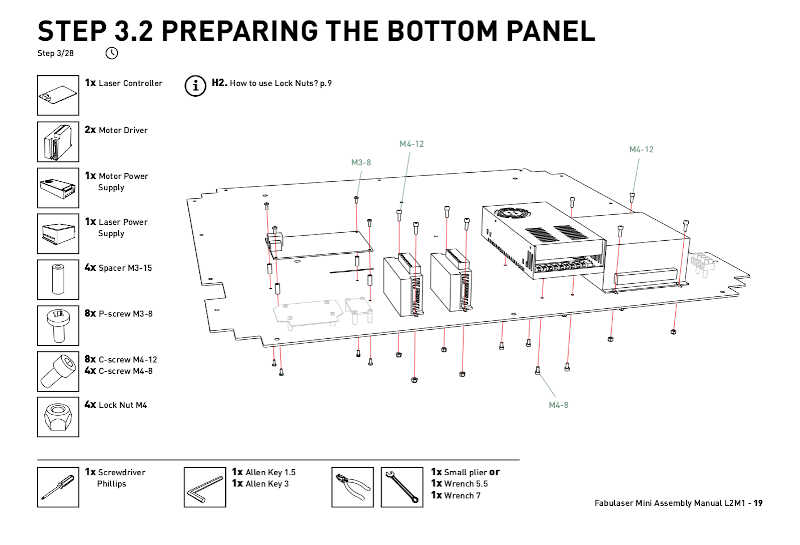 STEP 3.2 PREPARING THE BOTTOM PANEL
Step 3/28
1x Laser Controller
H2. How to use Lock Nuts? p.9
2x Motor Driver
1x Motor Power
Supply
1x Laser Power
Supply
4x Spacer M3-15
8x P-screw M3-8
8x C-screw M4-12
4x C-screw M4-8
4x Lock Nut M4
M3-8
M4-12
M4-12
M4-8
1x Screwdriver
Phillips
1x Allen Key 1.5
1x Allen Key 3
1x Small plier or
1x Wrench 5.5
1x Wrench 7
Fabulaser Mini Assembly Manual L2M1 - 19